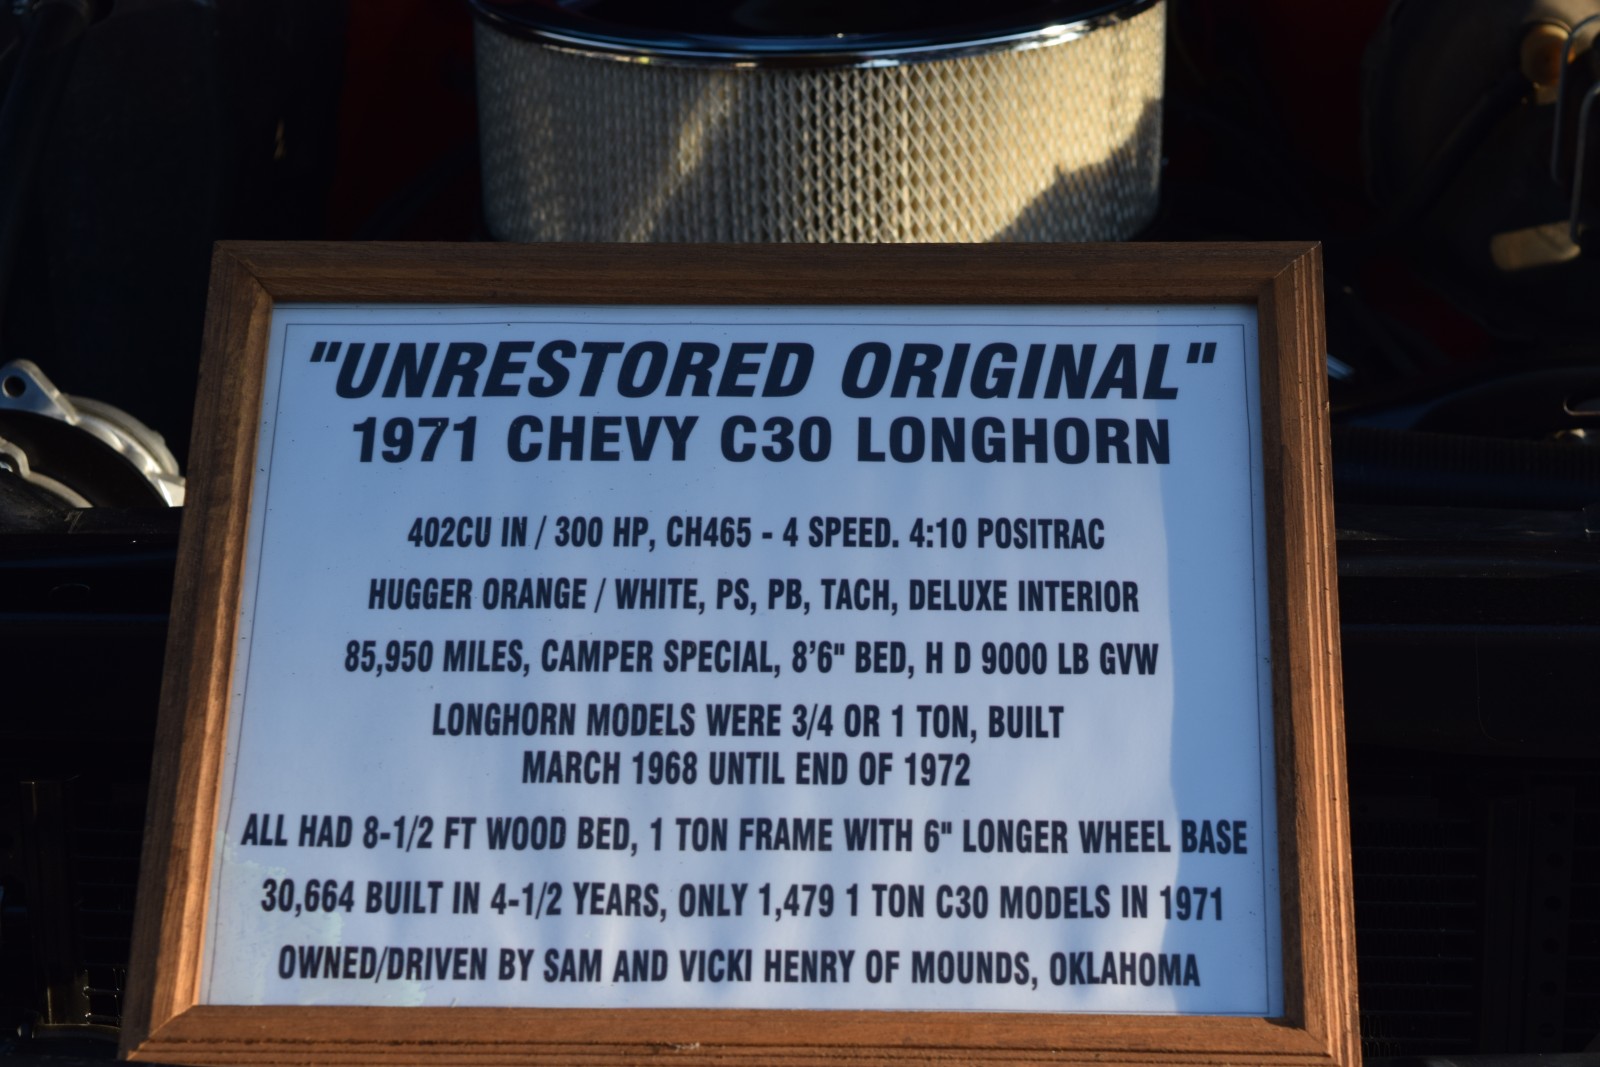 "UNRESTORED ORIGINAL"
1971 CHEVY C30 LONGHORN
402CU IN / 300 HP, CH465 - 4 SPEED. 4:10 POSITRAC
HUGGER ORANGE / WHITE, PS, PB, TACH, DELUXE INTERIOR
85,950 MILES, CAMPER SPECIAL, 8'6" BED, H D 9000 LB GVW
LONGHORN MODELS WERE 3/4 OR 1 TON, BUILT
MARCH 1968 UNTIL END OF 1972
ALL HAD 8-1/2 FT WOOD BED, 1 TON FRAME WITH 6" LONGER WHEEL BASE
30,664 BUILT IN 4-1/2 YEARS, ONLY 1,479 1 TON C30 MODELS IN 1971
OWNED/DRIVEN BY SAM AND VICKI HENRY OF MOUNDS, OKLAHOMA